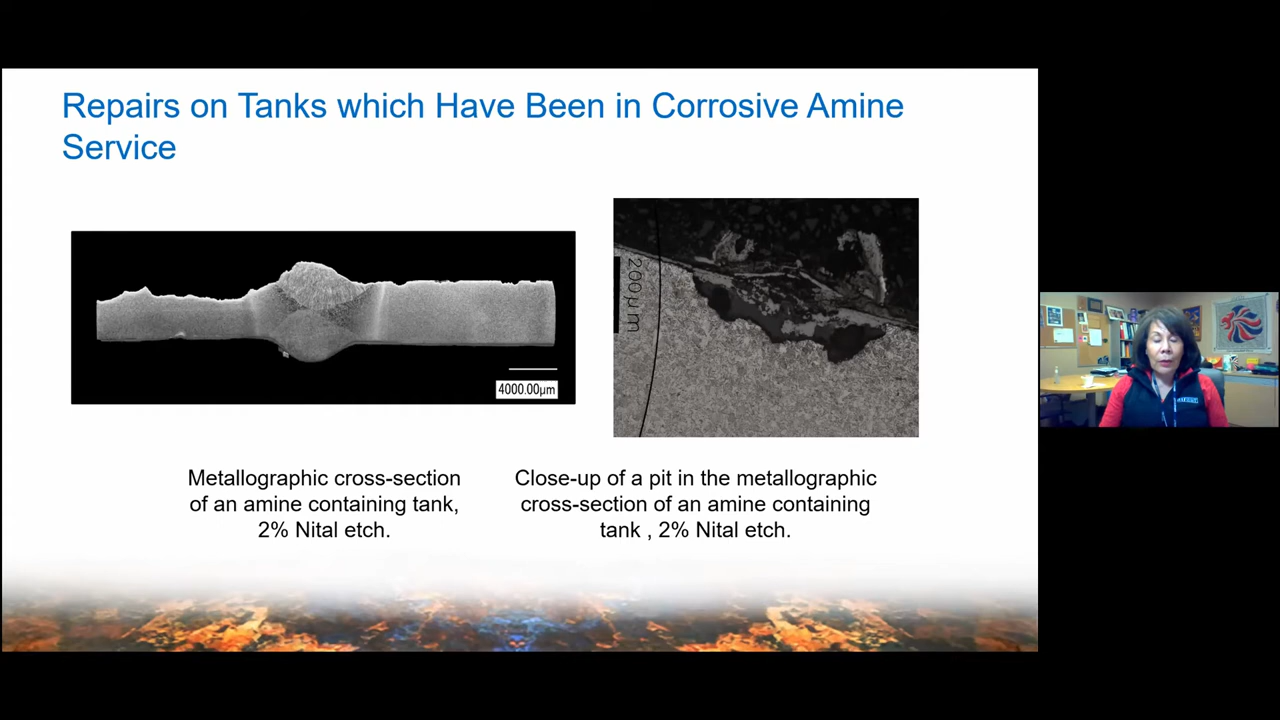 Repairs on Tanks which Have Been in Corrosive Amine
Service
4000.00µm
200µm
Metallographic cross-section
of an amine containing tank,
2% Nital etch.
Close-up of a pit in the metallographic
cross-section of an amine containing
tank , 2% Nital etch.